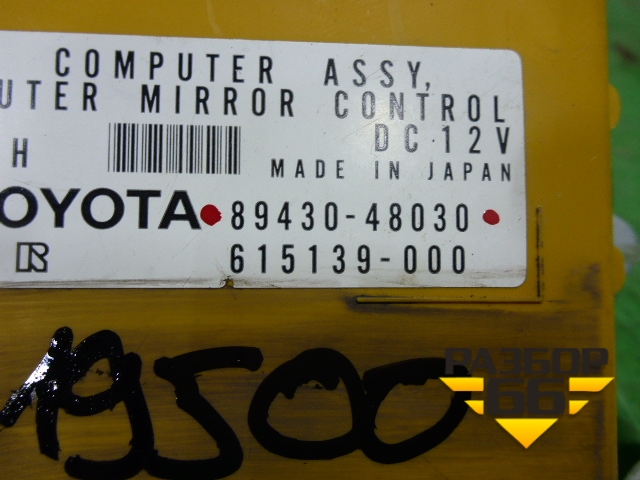 COMPUTER ASSY,
UTER MIRROR CONTROL
H DC 12V
MADE IN JAPAN
OYOTA 89430-48030
R 615139-000
19500
РАЗБОР
66